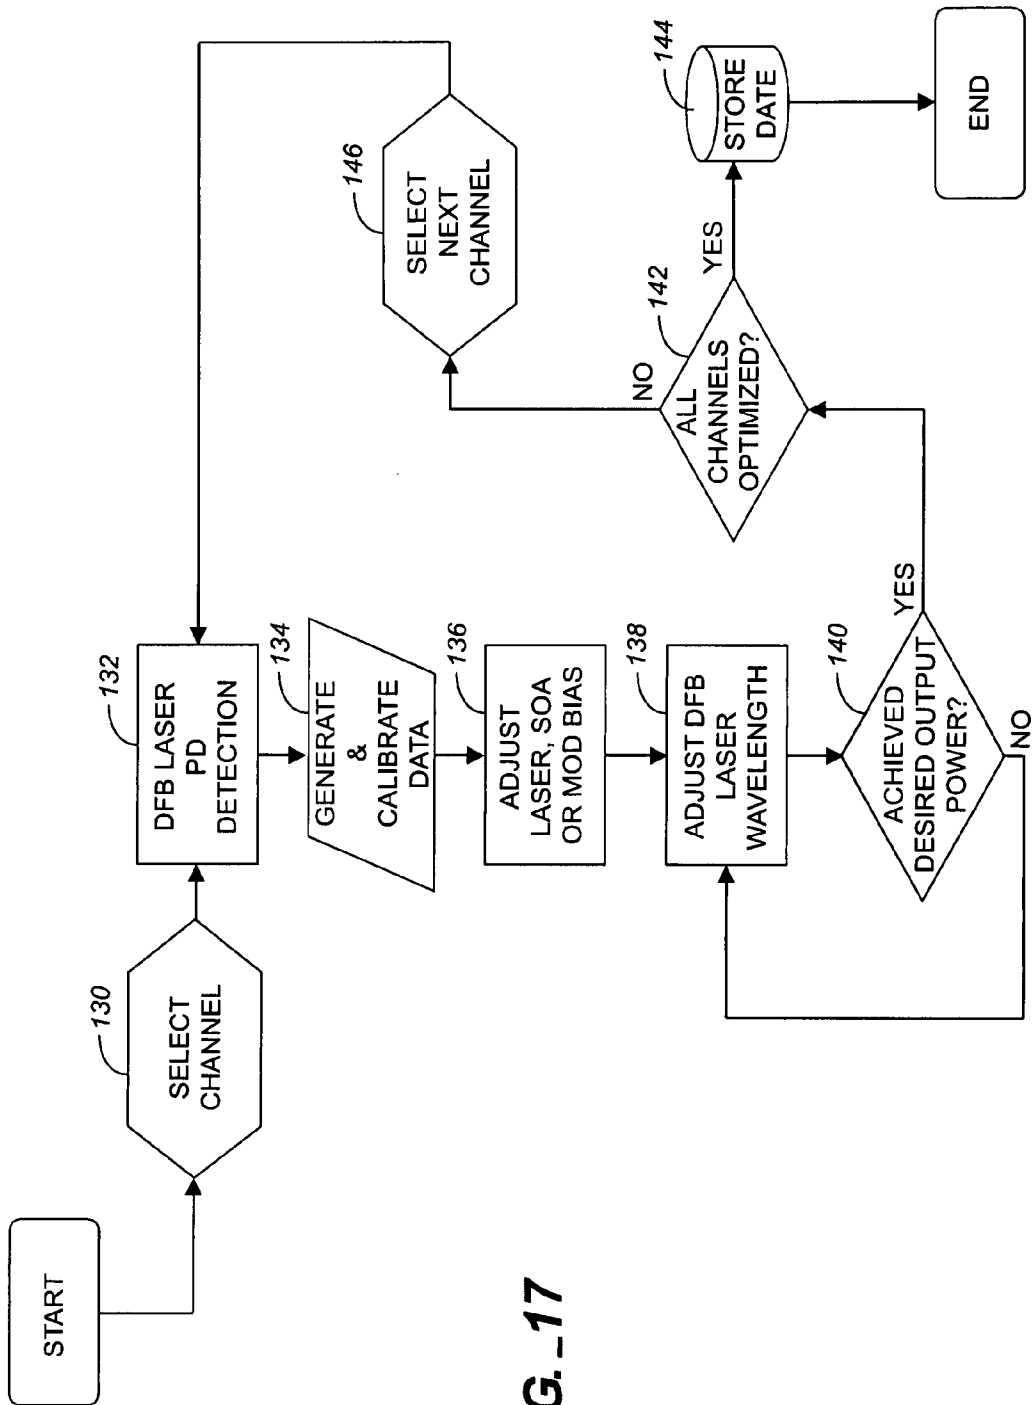 START
130
SELECT
CHANNEL
132
DFB LASER
PD
DETECTION
134
GENERATE
&
CALIBRATE
DATA
136
ADJUST
LASER, SOA
OR MOD BIAS
138
ADJUST DFB
LASER
WAVELENGTH
140
ACHIEVED
DESIRED OUTPUT
POWER?
NO
YES
142
ALL
CHANNELS
OPTIMIZED?
NO
YES
146
SELECT
NEXT
CHANNEL
144
STORE
DATE
END
G._17